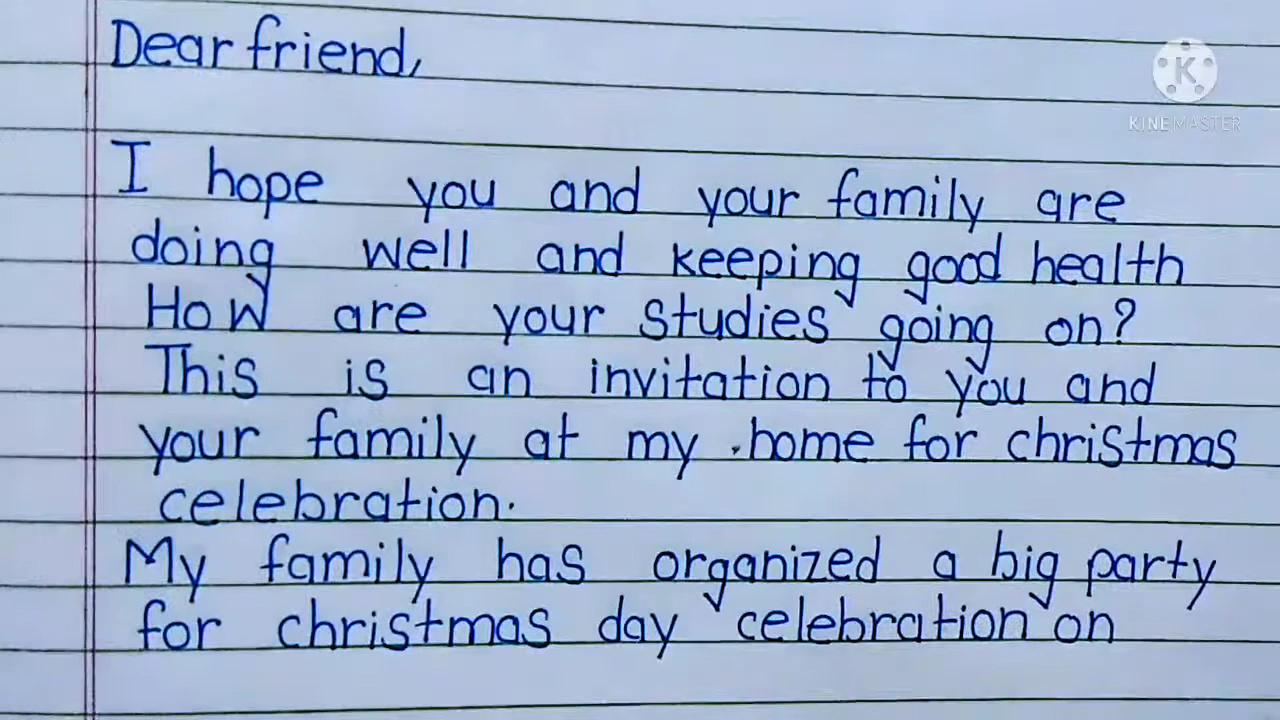 Dear friend,
K
KINEMASTER
I hope you and your family are
doing well and keeping good health
How are your studies going on?
This is an invitation to you and
your family at my home for christmas
celebration.
My family has organized a big party
for christmas day celebration on